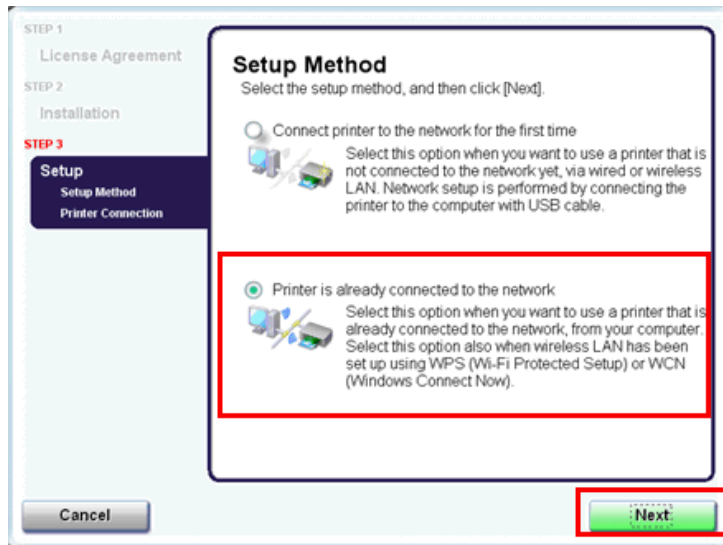 STEP 1
License Agreement
STEP 2
Installation
STEP 3
Setup
Setup Method
Printer Connection
Setup Method
Select the setup method, and then click [Next].
Connect printer to the network for the first time
Select this option when you want to use a printer that is
not connected to the network yet, via wired or wireless
LAN. Network setup is performed by connecting the
printer to the computer with USB cable.
Printer is already connected to the network
Select this option when you want to use a printer that is
already connected to the network, from your computer.
Select this option also when wireless LAN has been
set up using WPS (Wi-Fi Protected Setup) or WCN
(Windows Connect Now).
Cancel
Next